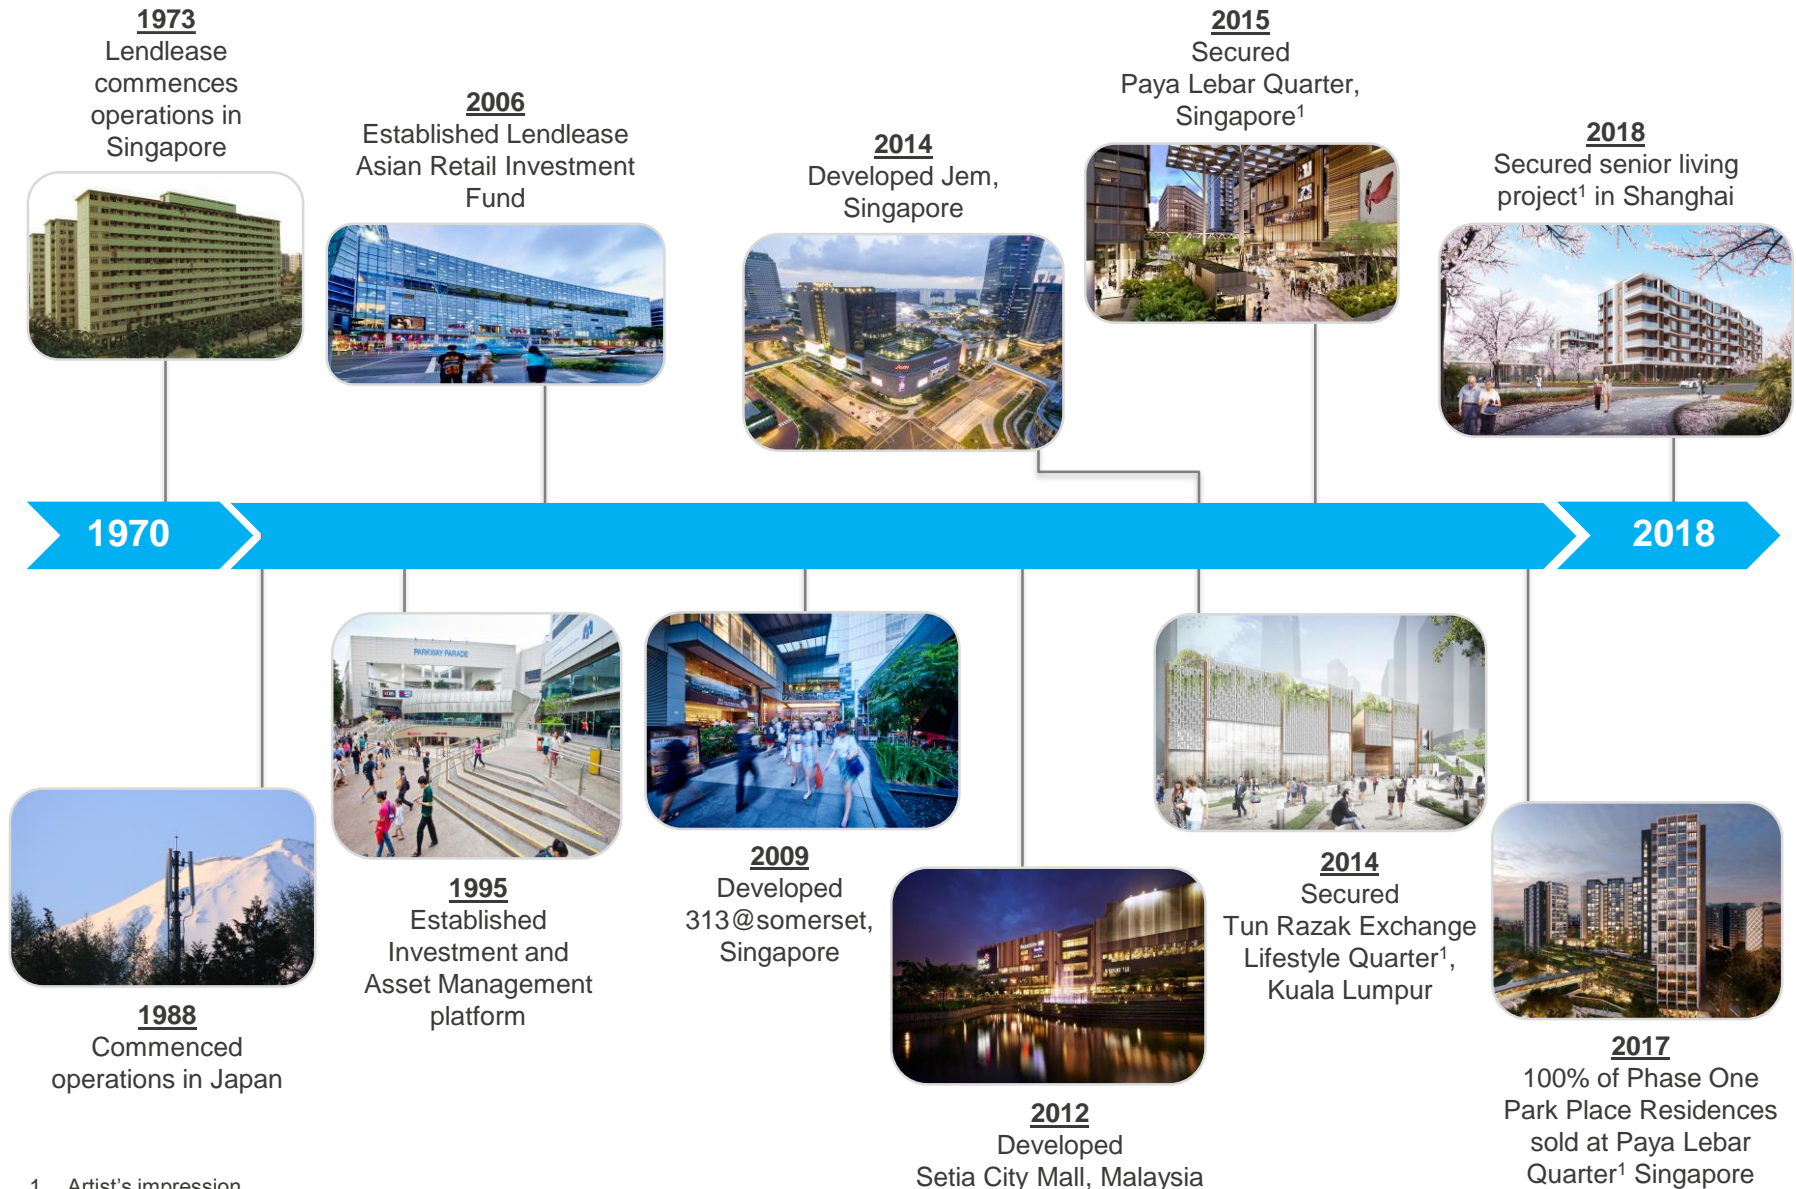 1973
Lendlease
commences
operations in
Singapore
2006
Established Lendlease
Asian Retail Investment
Fund
2014
Developed Jem,
Singapore
2015
Secured
Paya Lebar Quarter,
Singapore¹
2018
Secured senior living
project¹ in Shanghai
Jem
1970
2018
PARKWAY PARADE
1988
Commenced
operations in Japan
1995
Established
Investment and
Asset Management
platform
2009
Developed
313@somerset,
Singapore
2012
Developed
Setia City Mall, Malaysia
2014
Secured
Tun Razak Exchange
Lifestyle Quarter¹,
Kuala Lumpur
2017
100% of Phase One
Park Place Residences
sold at Paya Lebar
Quarter¹ Singapore
1. Artist's impression